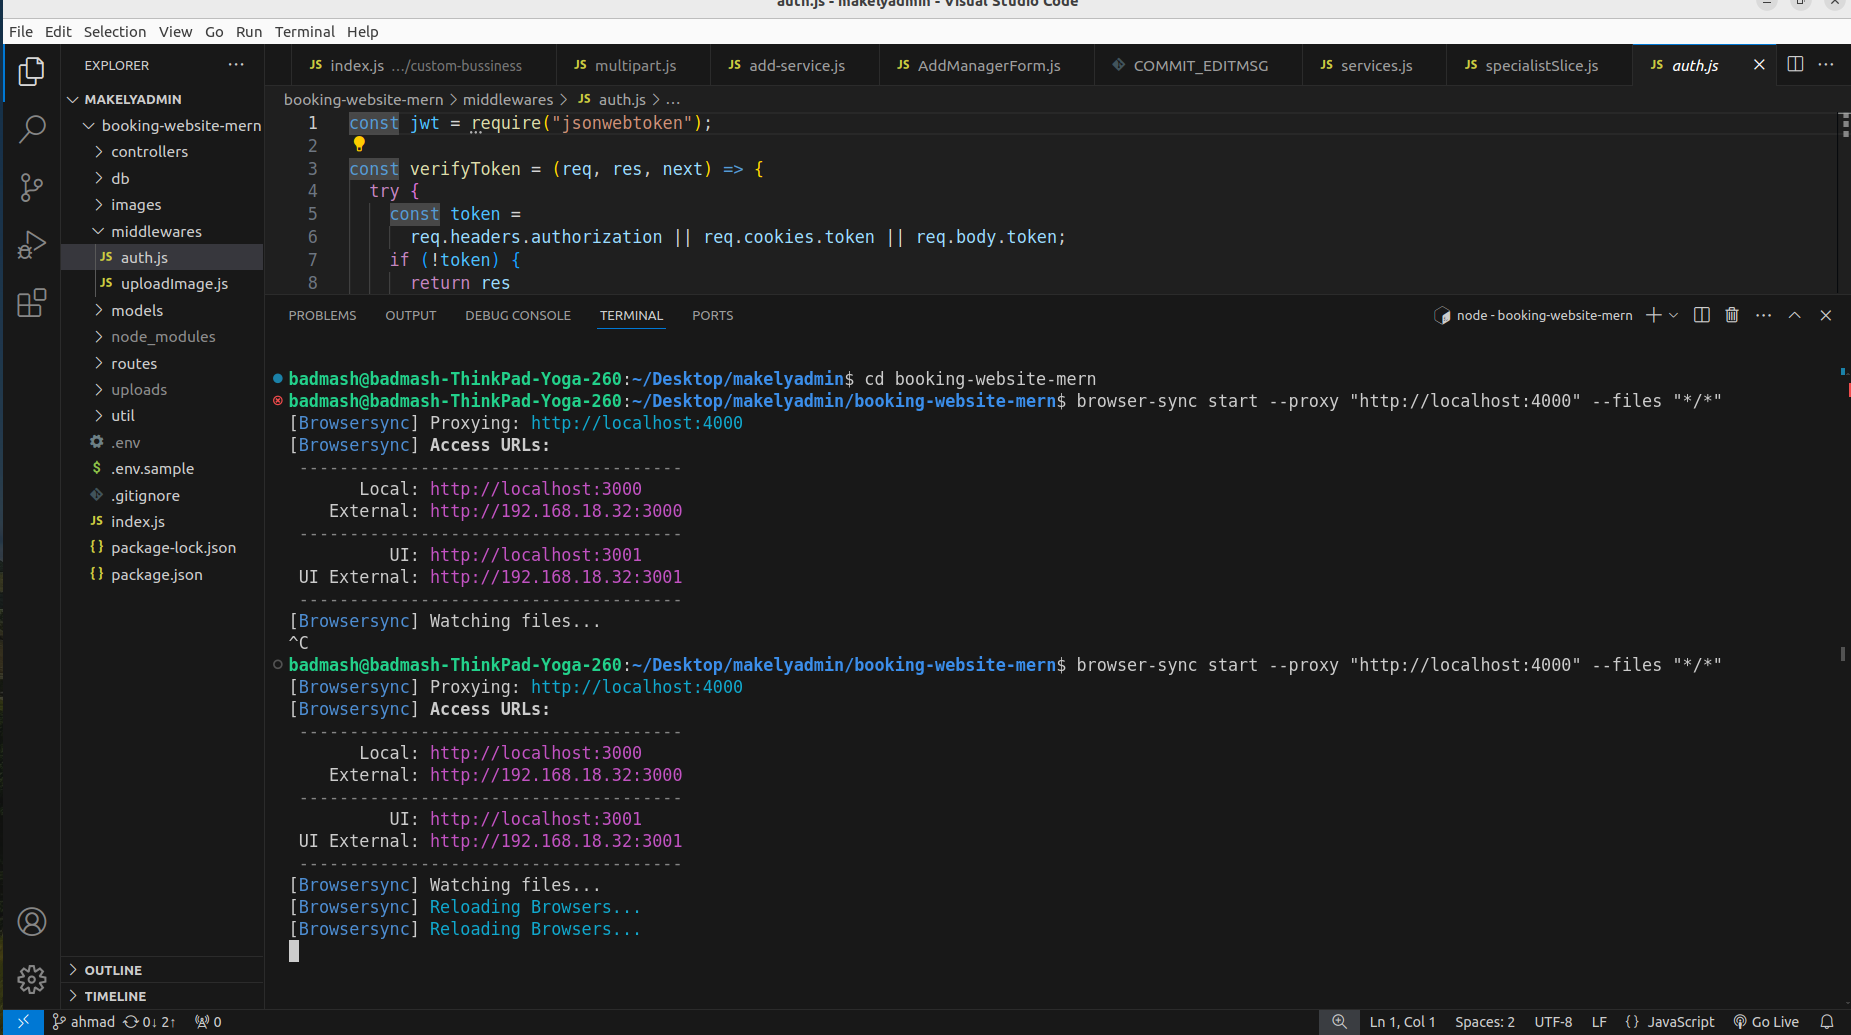 auth.js - makelyadmin - Visual Studio Code
File Edit Selection View Go Run Terminal Help
EXPLORER ...
MAKELYADMIN
booking-website-mern
controllers
db
images
middlewares
JS auth.js
JS uploadImage.js
models
node_modules
routes
uploads
util
.env
$ .env.sample
.gitignore
JS index.js
{} package-lock.json
{} package.json
OUTLINE
TIMELINE
JS index.js .../custom-bussiness
JS multipart.js
JS add-service.js
JS AddManagerForm.js
COMMIT_EDITMSG
JS services.js
JS specialistSlice.js
JS auth.js
booking-website-mern > middlewares > JS auth.js > ...
1 const jwt = require("jsonwebtoken");
2
3 const verifyToken = (req, res, next) => {
4 try {
5 const token =
6 req.headers.authorization || req.cookies.token || req.body.token;
7 if (!token) {
8 return res
PROBLEMS OUTPUT DEBUG CONSOLE TERMINAL PORTS
node - booking-website-mern
badmash@badmash-ThinkPad-Yoga-260:~/Desktop/makelyadmin$ cd booking-website-mern
badmash@badmash-ThinkPad-Yoga-260:~/Desktop/makelyadmin/booking-website-mern$ browser-sync start --proxy "http://localhost:4000" --files "*/*"
[Browsersync] Proxying: http://localhost:4000
[Browsersync] Access URLs:
-------------------------------------
Local: http://localhost:3000
External: http://192.168.18.32:3000
-------------------------------------
UI: http://localhost:3001
UI External: http://192.168.18.32:3001
-------------------------------------
[Browsersync] Watching files...
^C
badmash@badmash-ThinkPad-Yoga-260:~/Desktop/makelyadmin/booking-website-mern$ browser-sync start --proxy "http://localhost:4000" --files "*/*"
[Browsersync] Proxying: http://localhost:4000
[Browsersync] Access URLs:
-------------------------------------
Local: http://localhost:3000
External: http://192.168.18.32:3000
-------------------------------------
UI: http://localhost:3001
UI External: http://192.168.18.32:3001
-------------------------------------
[Browsersync] Watching files...
[Browsersync] Reloading Browsers...
[Browsersync] Reloading Browsers...
ahmad 0↓ 2↑ 0
Ln 1, Col 1 Spaces: 2 UTF-8 LF {} JavaScript Go Live